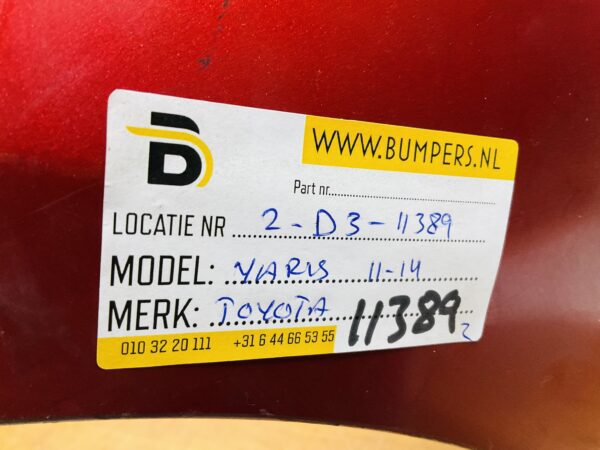 B
WWW.BUMPERS.NL
Part nr.
LOCATIE NR 2-D3-11389
MODEL: YARIS 11-14
MERK: TOYOTA
11389
2
010 32 20 111 +31 6 44 66 53 55